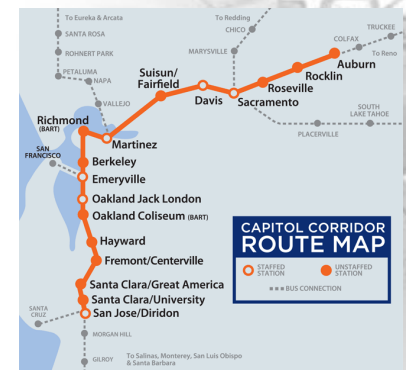 To Eureka & Arcata
SANTA ROSA
ROHNERT PARK
PETALUMA
NAPA
VALLEJO
To Redding
CHICO
MARYSVILLE
TRUCKEE
COLFAX
To Reno
Auburn
Rocklin
Roseville
Sacramento
Davis
Suisun/
Fairfield
SOUTH
LAKE TAHOE
PLACERVILLE
Martinez
Richmond
(BART)
SAN
FRANCISCO
Berkeley
Emeryville
Oakland Jack London
Oakland Coliseum (BART)
Hayward
Fremont/Centerville
Santa Clara/Great America
Santa Clara/University
San Jose/Diridon
SANTA
CRUZ
MORGAN HILL
GILROY
To Salinas, Monterey, San Luis Obispo
& Santa Barbara
CAPITOL CORRIDOR
ROUTE MAP
STAFFED
STATION
UNSTAFFED
STATION
BUS CONNECTION